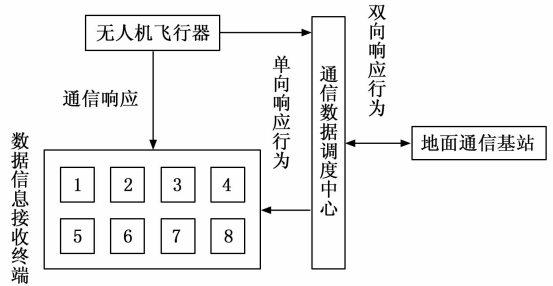 无人机飞行器
通信响应
单向响应行为
双向响应行为
通信数据调度中心
地面通信基站
数据信息接收终端
1 2 3 4
5 6 7 8